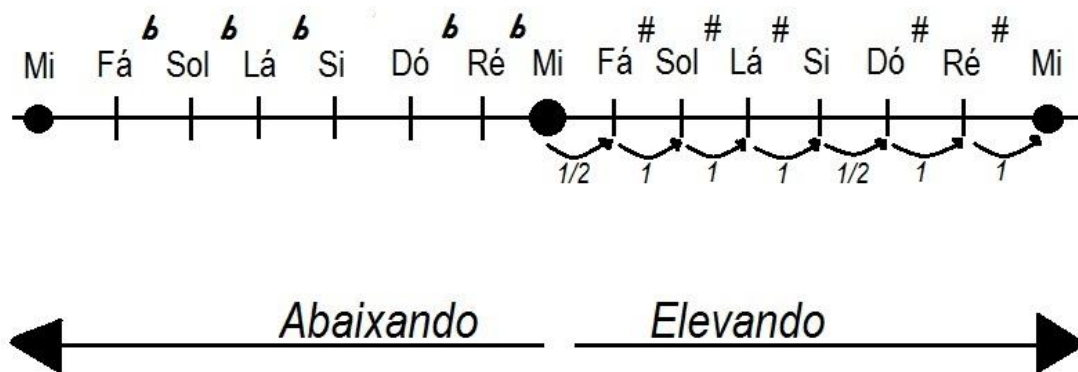 b b b b b # # # # #
Mi Fá Sol Lá Si Dó Ré Mi Fá Sol Lá Si Dó Ré Mi
1/2 1 1 1 1/2 1 1
Abaixando Elevando